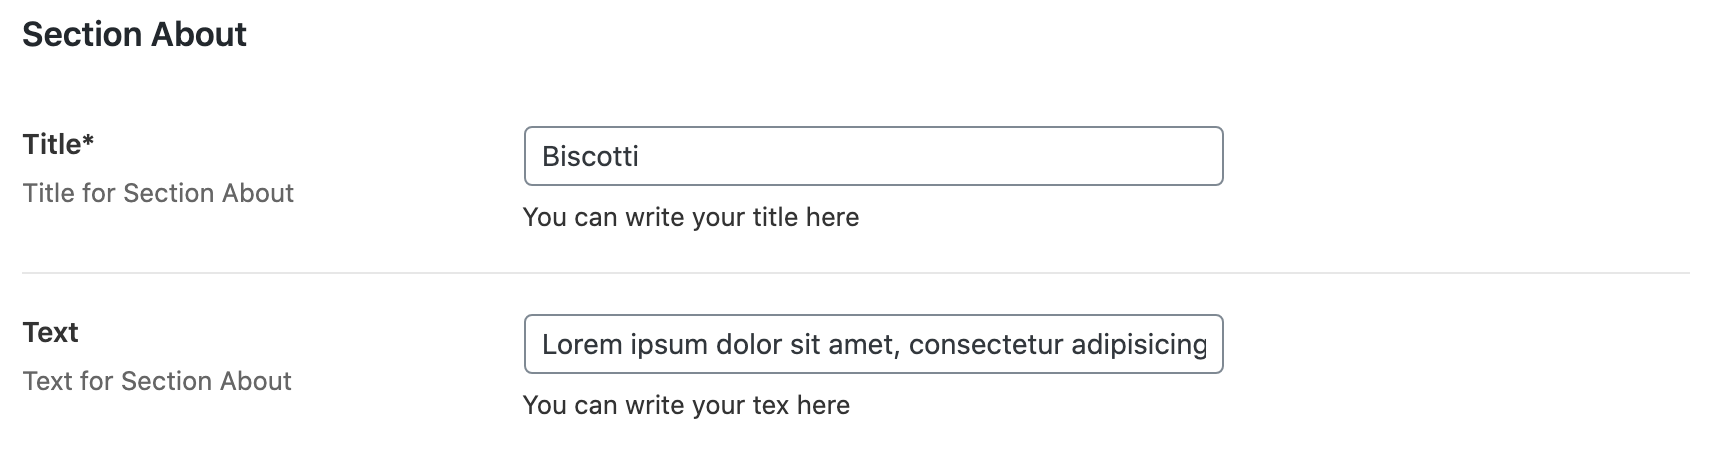 Section About
Title*
Title for Section About
Biscotti
You can write your title here
Text
Text for Section About
Lorem ipsum dolor sit amet, consectetur adipisicing
You can write your tex here